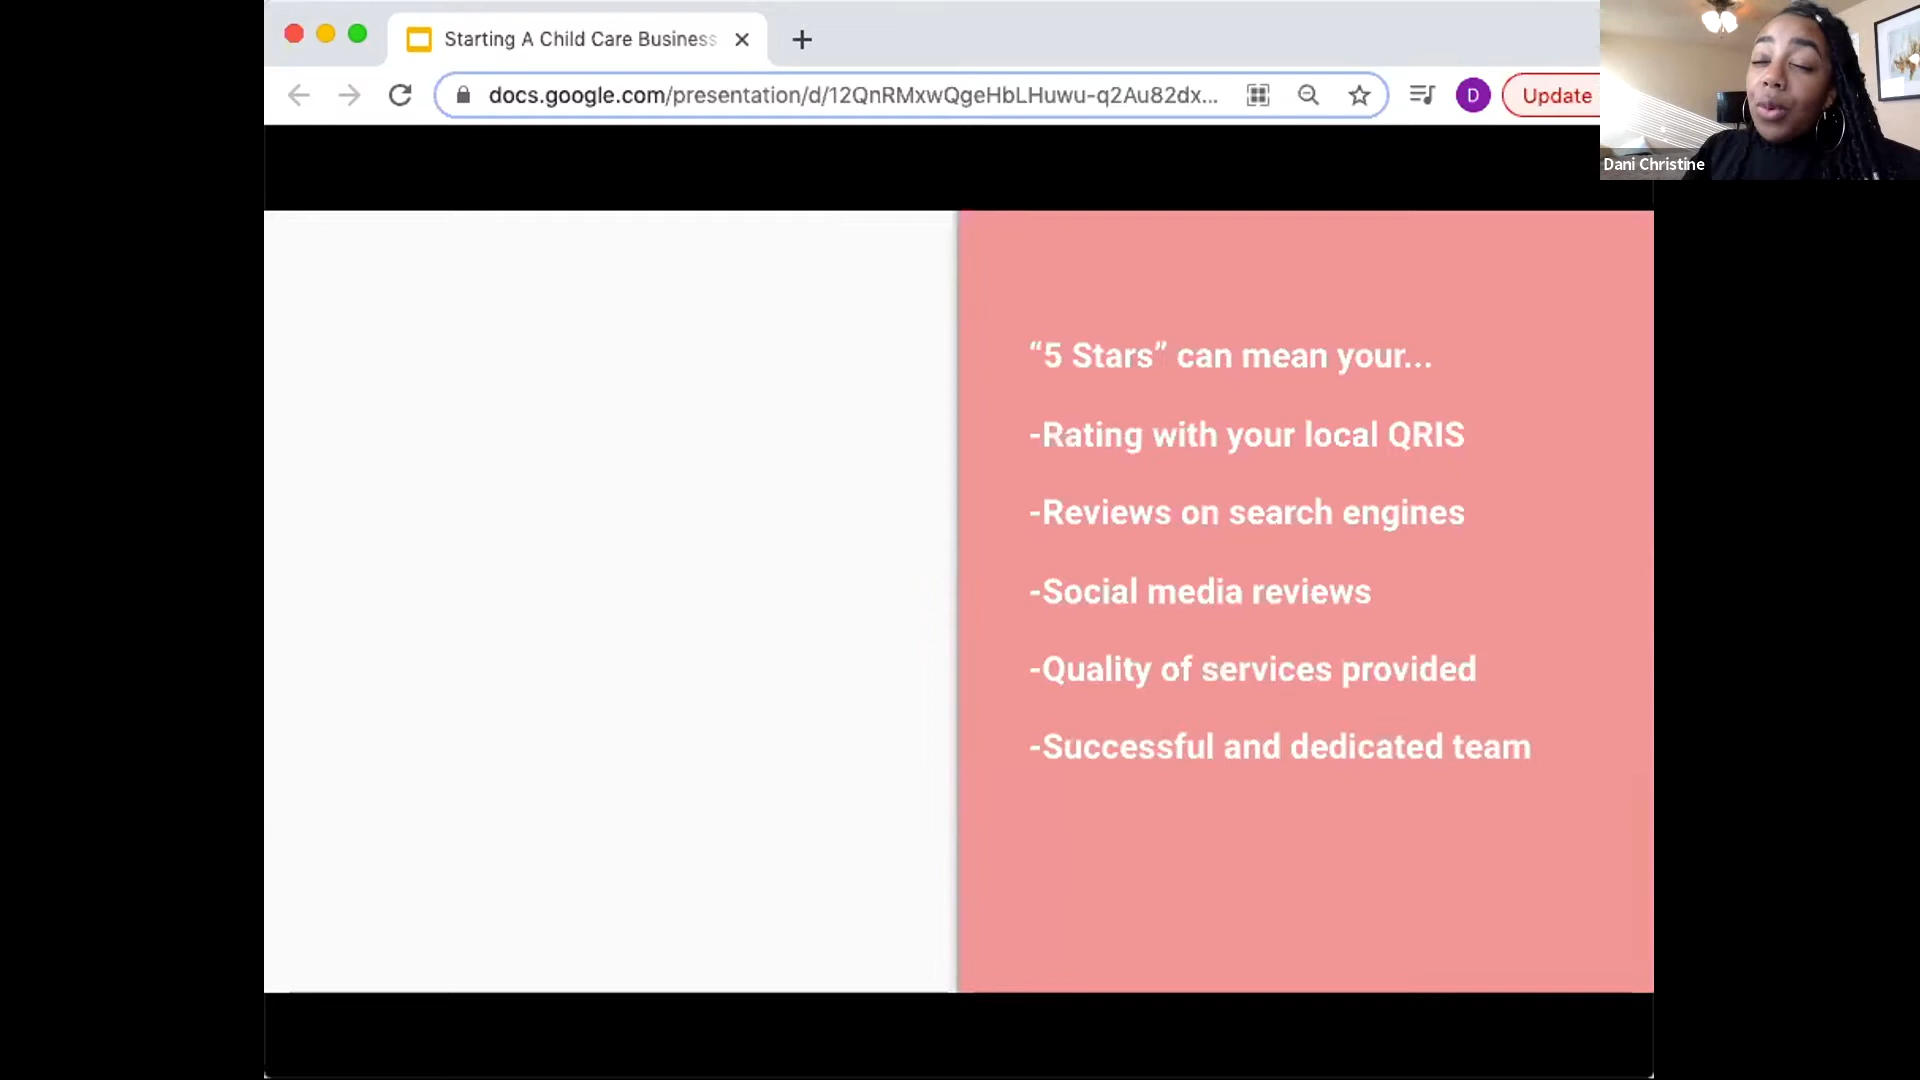 Starting A Child Care Business
docs.google.com/presentation/d/12QnRMxwQgeHbLHuwu-q2Au82dx...
D
Update
Dani Christine
“5 Stars” can mean your...
-Rating with your local QRIS
-Reviews on search engines
-Social media reviews
-Quality of services provided
-Successful and dedicated team